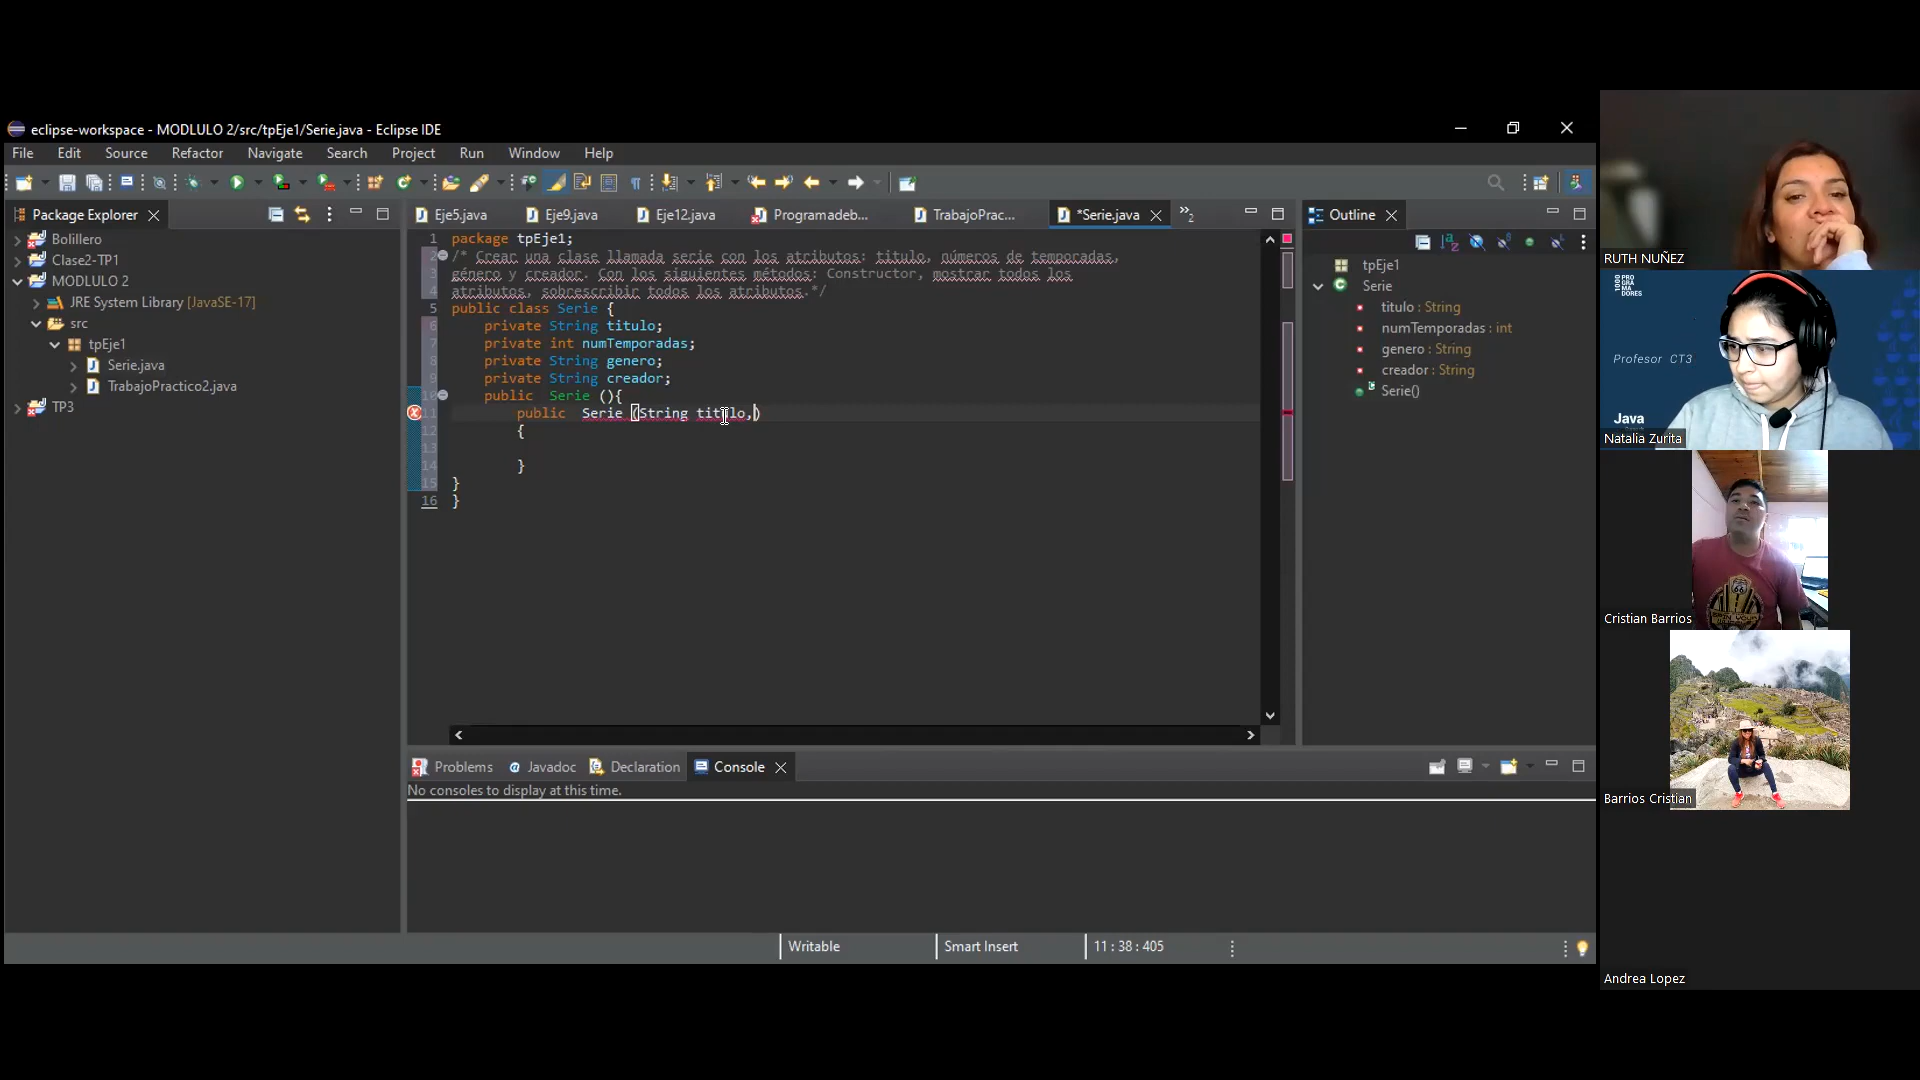 eclipse-workspace - MODLULO 2/src/tpEje1/Serie.java - Eclipse IDE
File Edit Source Refactor Navigate Search Project Run Window Help
Package Explorer
Bolillero
Clase2-TP1
MODULO 2
JRE System Library [JavaSE-17]
src
tpEje1
Serie.java
TrabajoPractico2.java
TP3
Eje5.java Eje9.java Eje12.java Programadeb... TrabajoPrac... *Serie.java »2
1 package tpEje1;
2 /* Crear una clase llamada serie con los atributos: titulo, números de temporadas,
3 género y creador. Con los siguientes métodos: Constructor, mostrar todos los
4 atributos, sobrescribir todos los atributos.*/
5 public class Serie {
6 private String titulo;
7 private int numTemporadas;
8 private String genero;
9 private String creador;
10 public Serie (){
11 public Serie (String titulo,)
12 {
13
14 }
15 }
16 }
Outline
tpEje1
Serie
titulo : String
numTemporadas : int
genero : String
creador : String
Serie()
Problems Javadoc Declaration Console
No consoles to display at this time.
Writable Smart Insert 11 : 38 : 405
RUTH NUÑEZ
Profesor CT3
Java
Natalia Zurita
Cristian Barrios
Barrios Cristian
Andrea Lopez